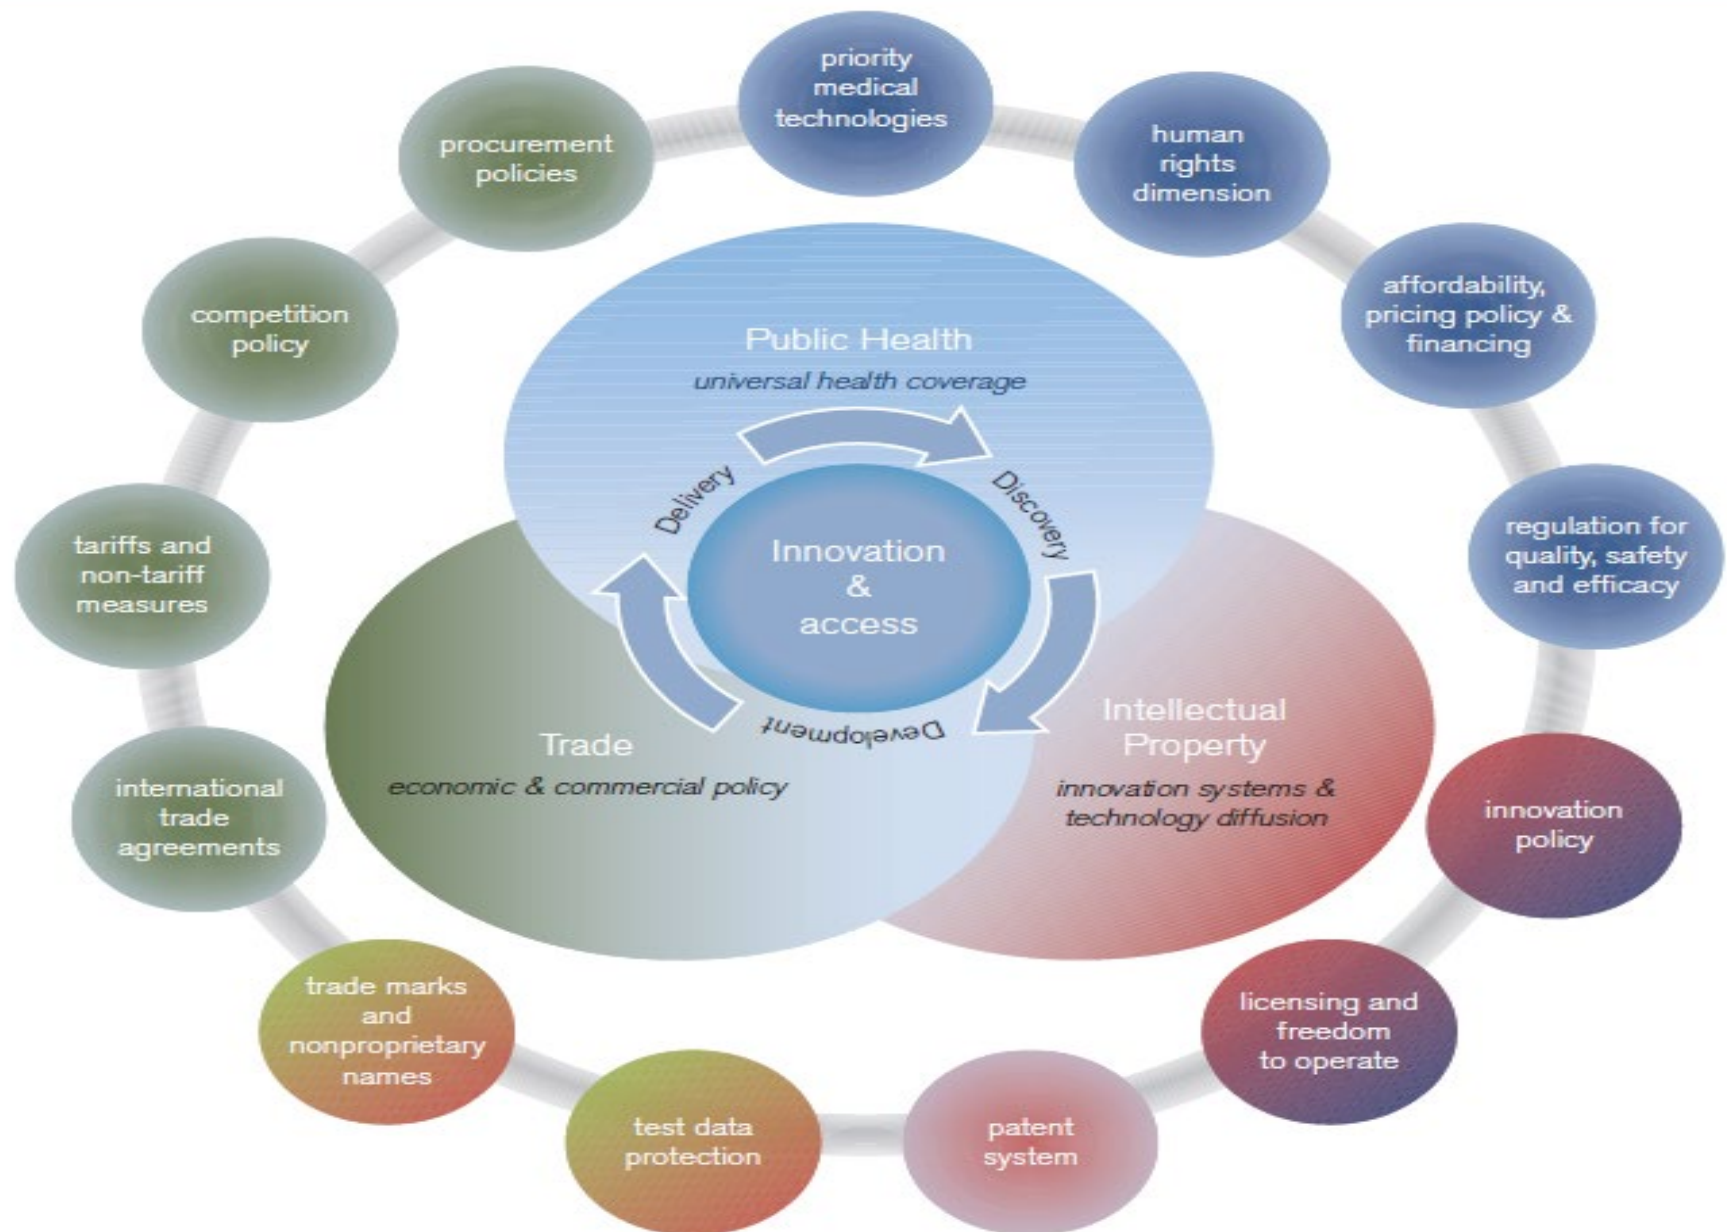 priority
medical
technologies
human
rights
dimension
affordability,
pricing policy &
financing
regulation for
quality, safety
and efficacy
innovation
policy
licensing and
freedom
to operate
patent
system
test data
protection
trade marks
and
nonproprietary
names
international
trade
agreements
tariffs and
non-tariff
measures
competition
policy
procurement
policies
Public Health
universal health coverage
Delivery
Discovery
Innovation
&
access
Development
Trade
economic & commercial policy
Intellectual
Property
innovation systems &
technology diffusion